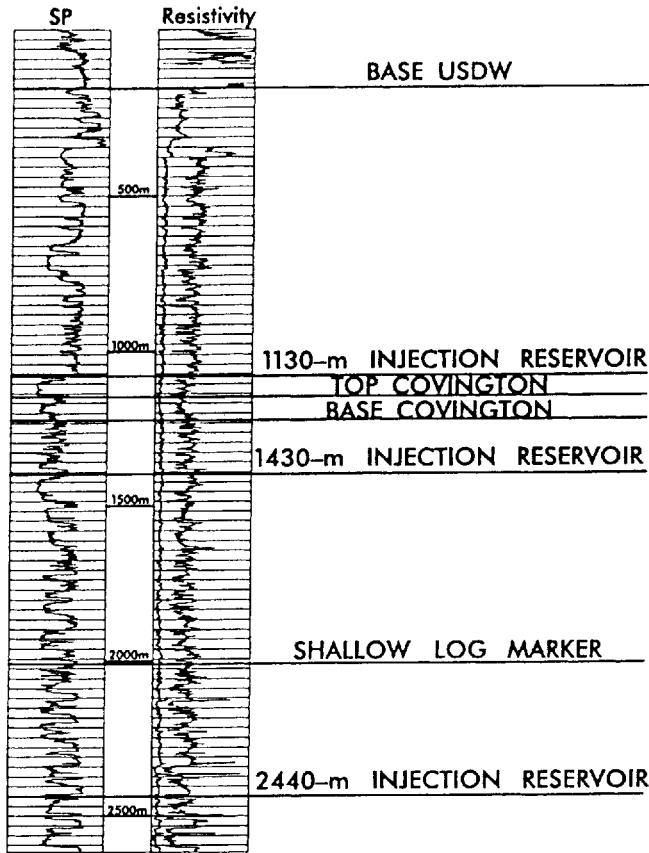 SP Resistivity
BASE USDW
500m
1000m
1130-m INJECTION RESERVOIR
TOP COVINGTON
BASE COVINGTON
1430-m INJECTION RESERVOIR
1500m
2000m
SHALLOW LOG MARKER
2440-m INJECTION RESERVOIR
2500m